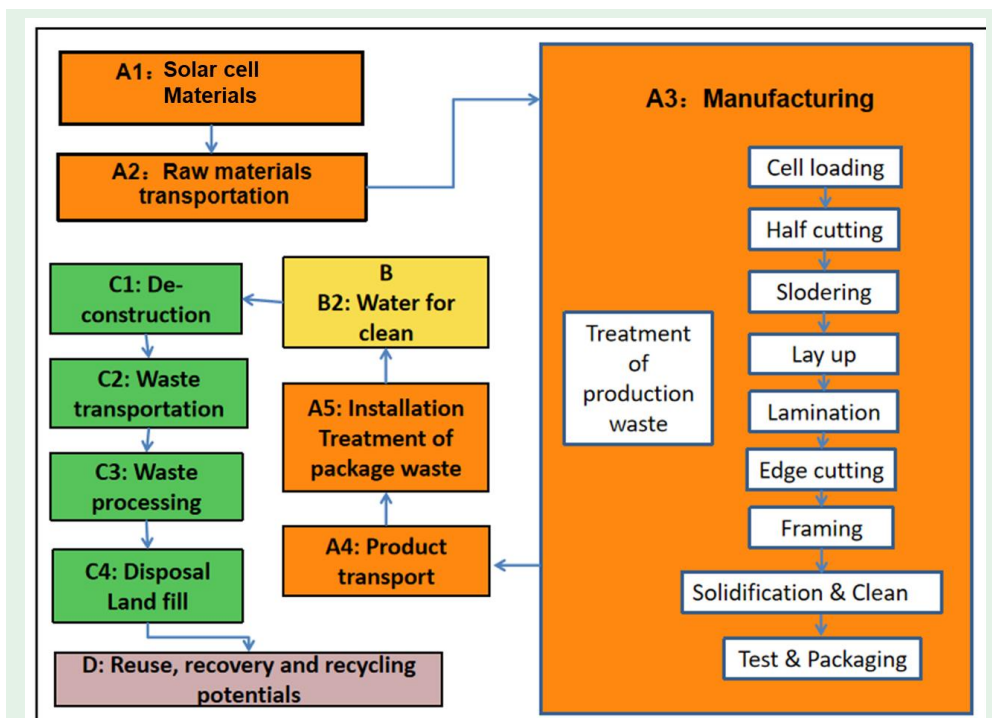 A1：Solar cell
Materials
A2：Raw materials
transportation
A3：Manufacturing
Cell loading
Half cutting
Slodering
Lay up
Lamination
Edge cutting
Framing
Solidification & Clean
Test & Packaging
Treatment
of
production
waste
A4: Product
transport
A5: Installation
Treatment of
package waste
B
B2: Water for
clean
C1: De-
construction
C2: Waste
transportation
C3: Waste
processing
C4: Disposal
Land fill
D: Reuse, recovery and recycling
potentials